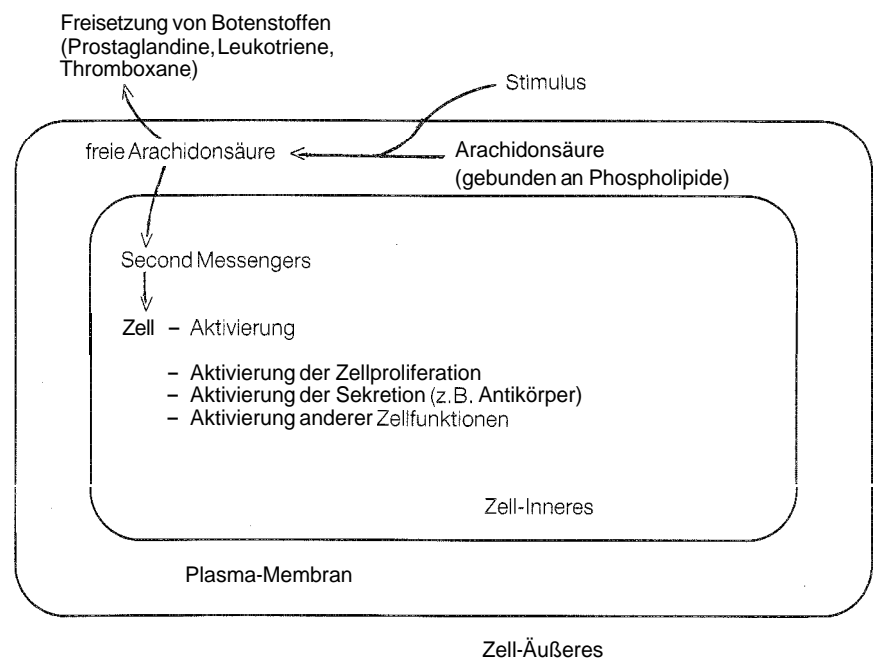 Freisetzung von Botenstoffen
(Prostaglandine, Leukotriene,
Thromboxane)
Stimulus
freie Arachidonsäure
Arachidonsäure
(gebunden an Phospholipide)
Second Messengers
Zell – Aktivierung
– Aktivierung der Zellproliferation
– Aktivierung der Sekretion (z.B. Antikörper)
– Aktivierung anderer Zellfunktionen
Zell-Inneres
Plasma-Membran
Zell-Äußeres